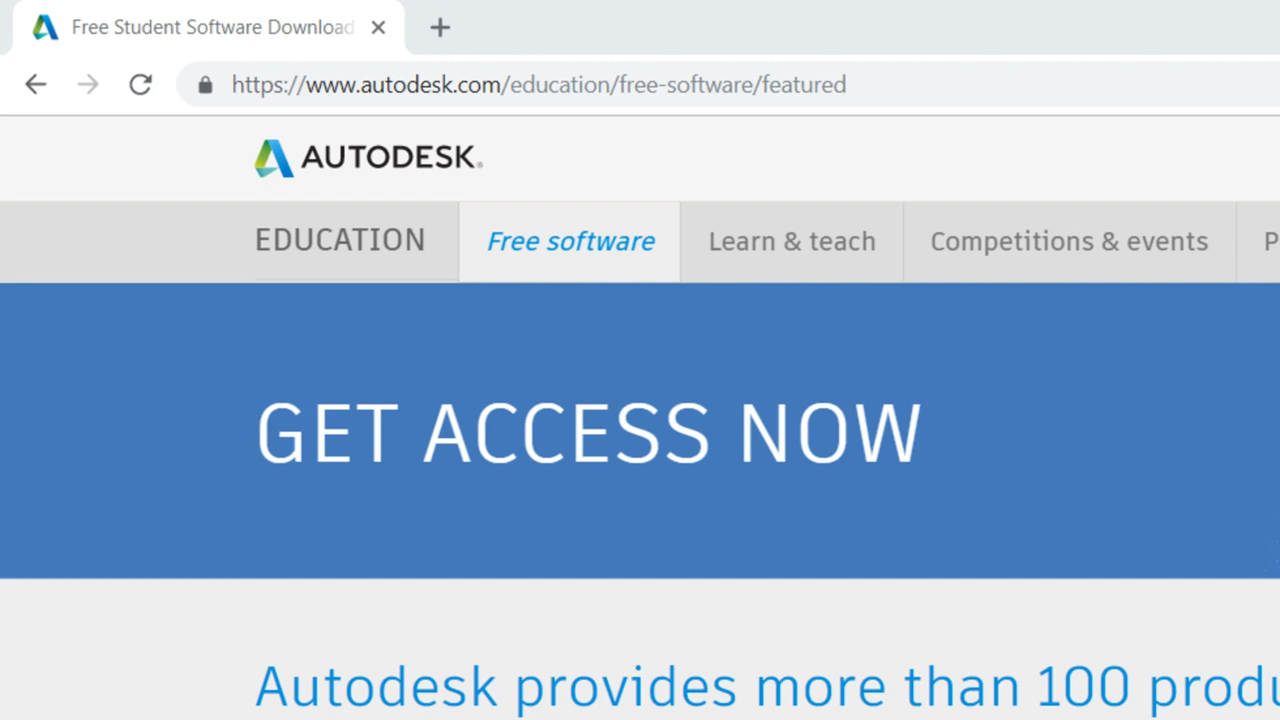 Free Student Software Download
https://www.autodesk.com/education/free-software/featured
AUTODESK
EDUCATION Free software Learn & teach Competitions & events P
GET ACCESS NOW
Autodesk provides more than 100 produ